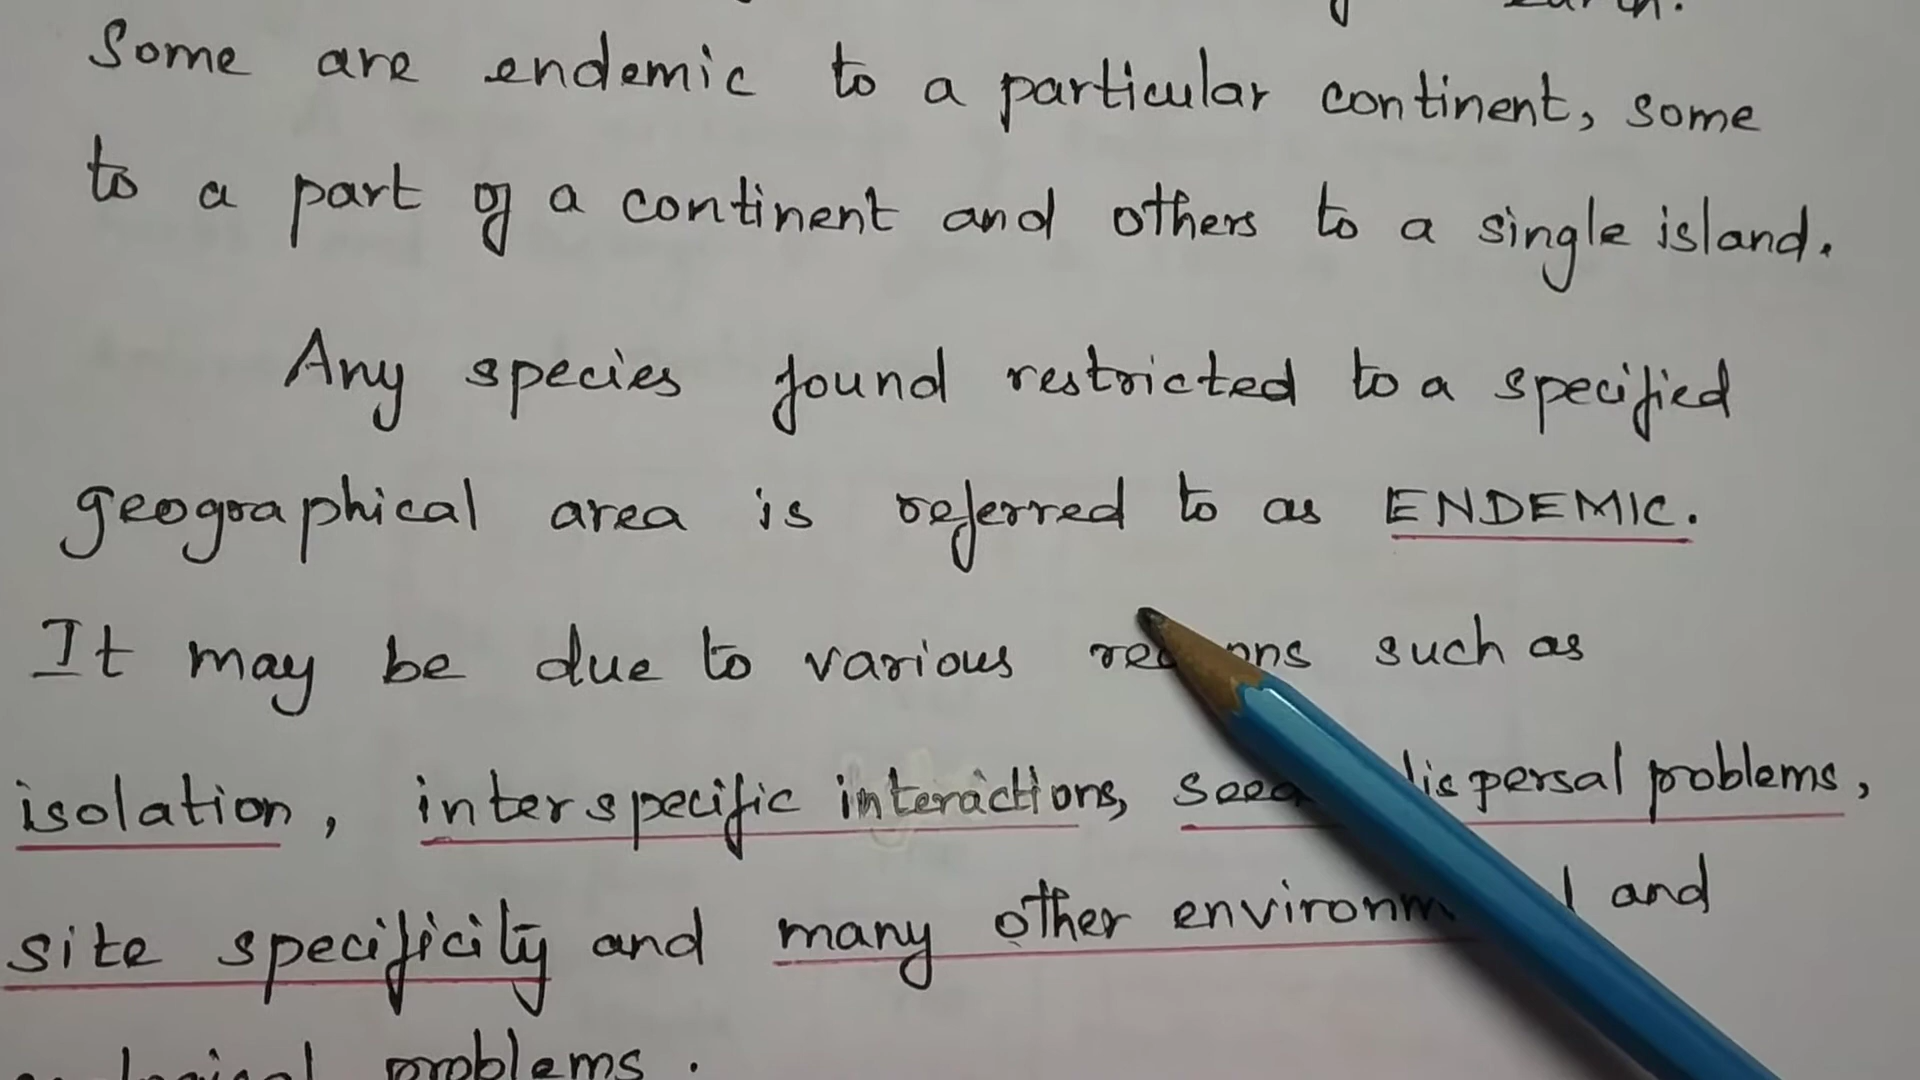 Earth.
Some are endemic to a particular continent, some
to a part of a continent and others to a single island.
Any species found restricted to a specified
geographical area is referred to as ENDEMIC.
It may be due to various such as
isolation, interspecific interactions, dispersal problems,
site specificity and many other and
problems.